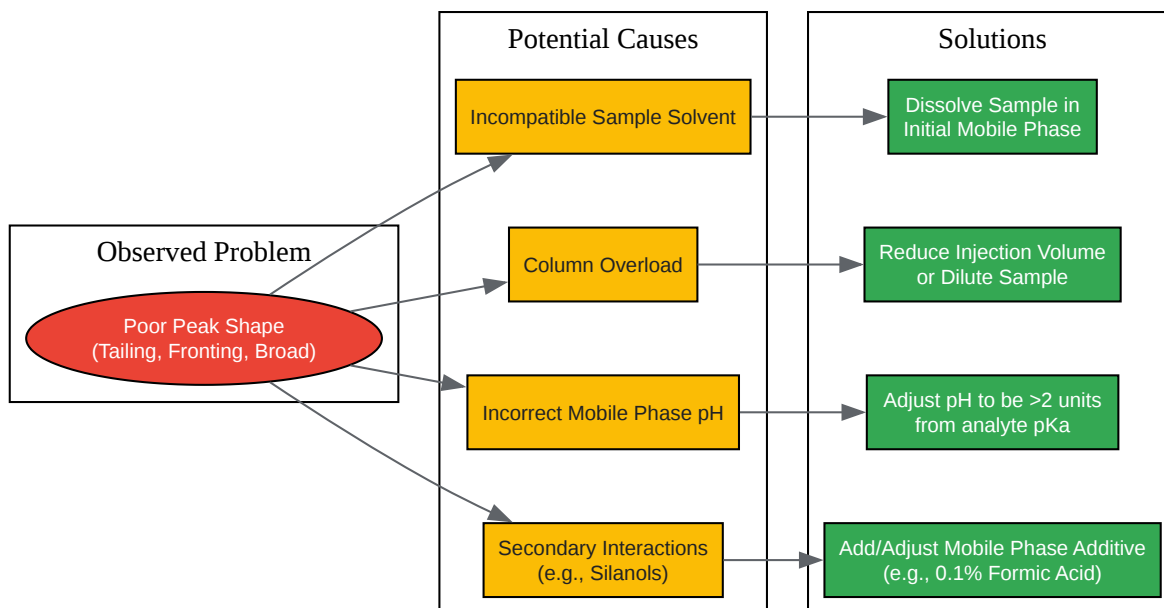 Observed Problem
Poor Peak Shape
(Tailing, Fronting, Broad)
Potential Causes
Incompatible Sample Solvent
Column Overload
Incorrect Mobile Phase pH
Secondary Interactions
(e.g., Silanols)
Solutions
Dissolve Sample in
Initial Mobile Phase
Reduce Injection Volume
or Dilute Sample
Adjust pH to be >2 units
from analyte pKa
Add/Adjust Mobile Phase Additive
(e.g., 0.1% Formic Acid)